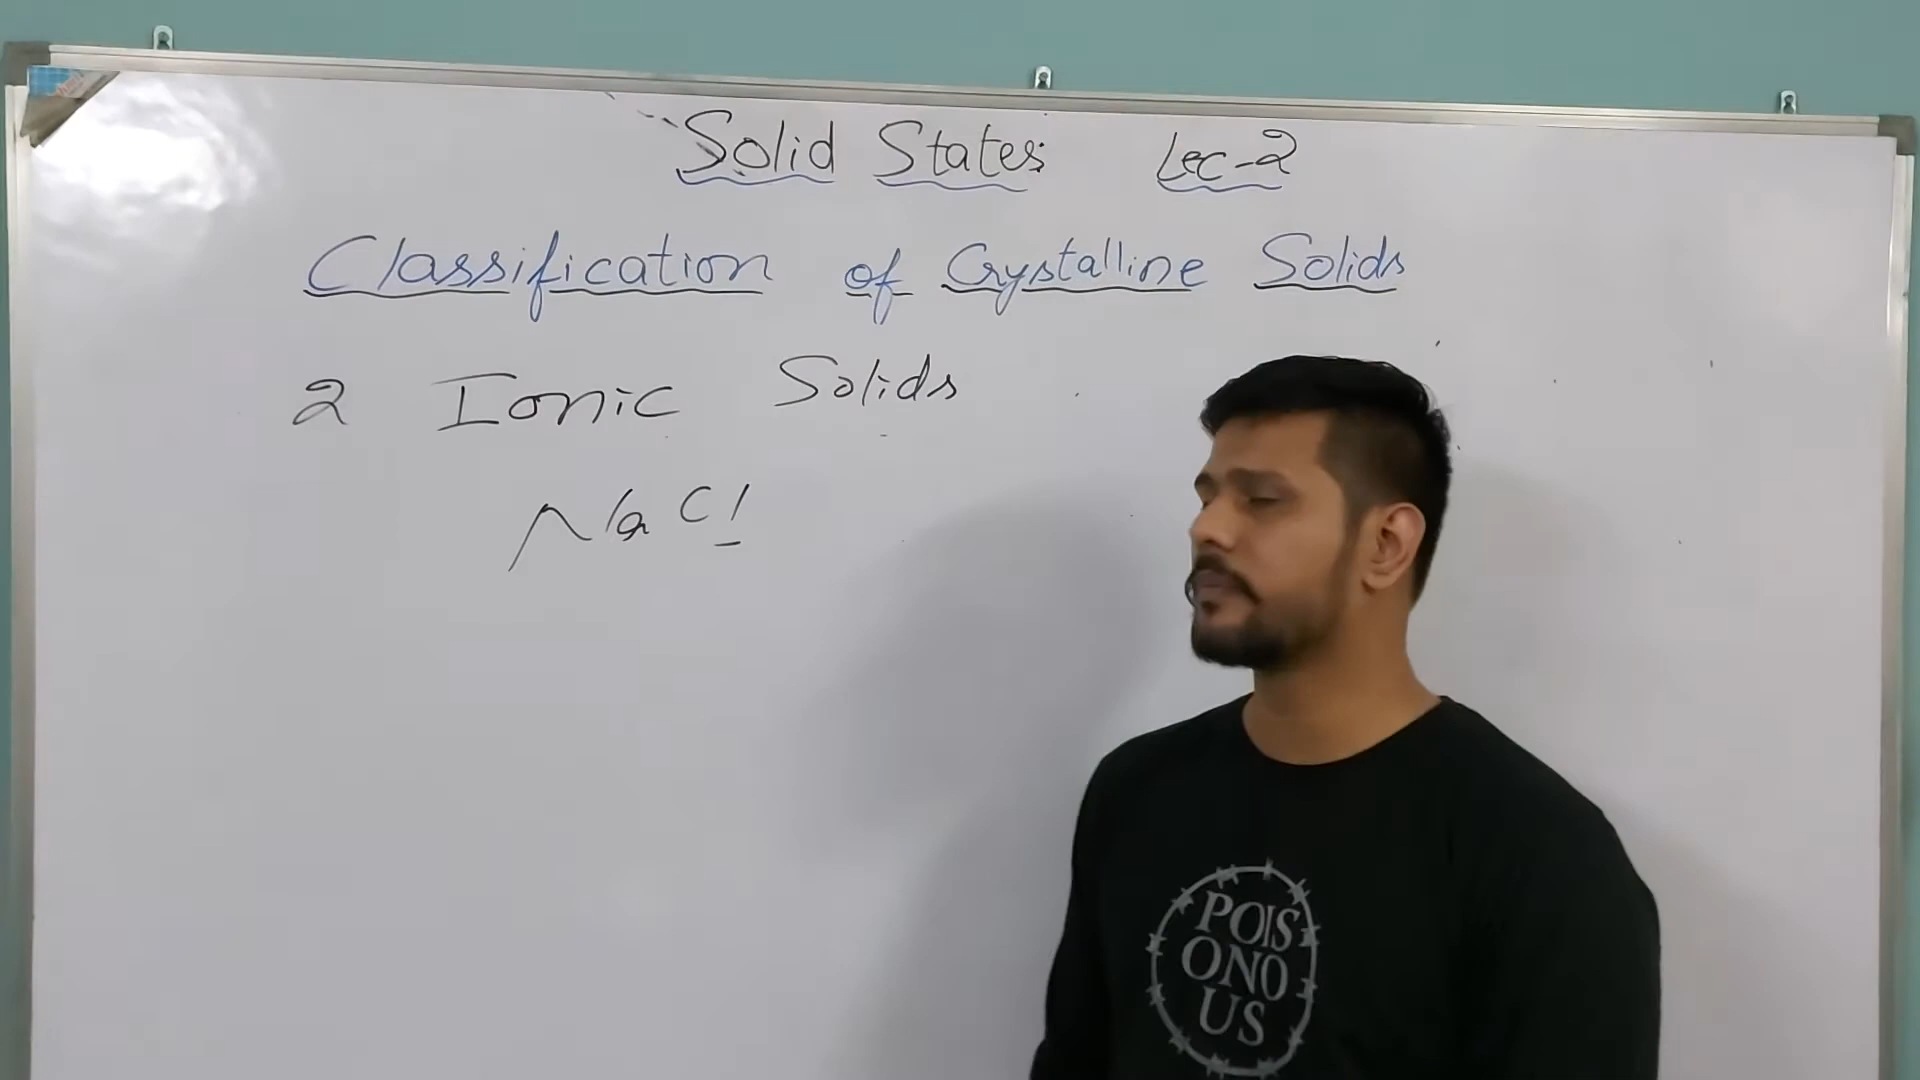 Solid States Lec-2
Classification of Crystalline Solids
2 Ionic Solids
NaCl
POIS
ONO
US